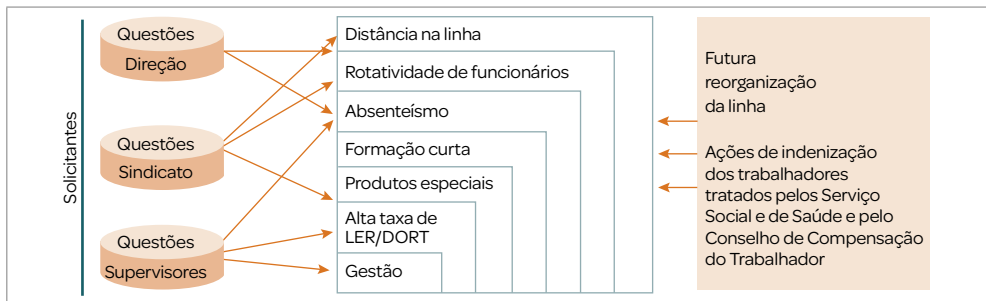 Solicitantes
Questões
Direção
Questões
Sindicato
Questões
Supervisores
Distância na linha
Rotatividade de funcionários
Absenteísmo
Formação curta
Produtos especiais
Alta taxa de
LER/DORT
Gestão
Futura
reorganização
da linha
Ações de indenização
dos trabalhadores
tratados pelos Serviço
Social e de Saúde e pelo
Conselho de Compensação
do Trabalhador